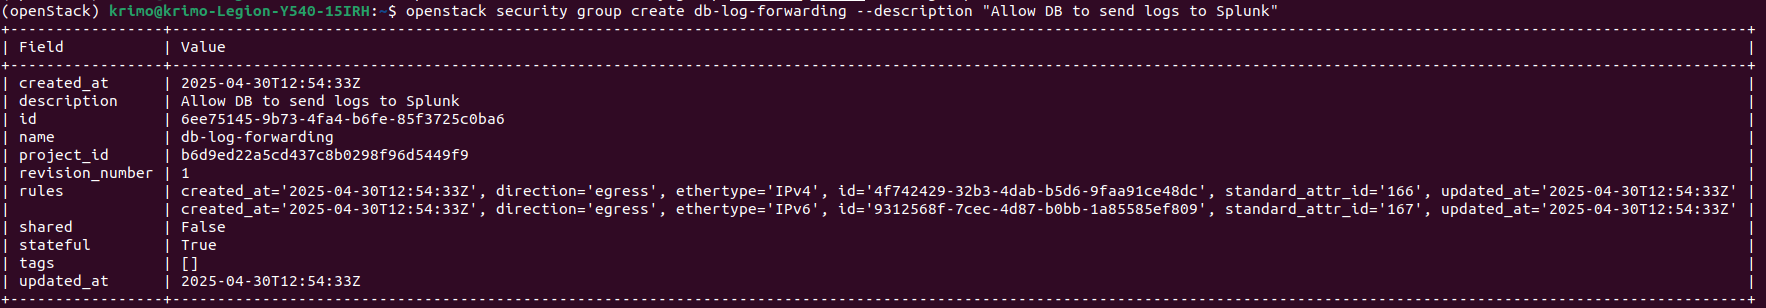 (openStack) krimo@krimo-Legion-Y540-15IRH:~$ openstack security group create db-log-forwarding --description "Allow DB to send logs to Splunk"
+-----------------+------------------------------------------------------------------------------------------------------------------------------------------------------------------------------+
| Field           | Value                                                                                                                                                                        |
+-----------------+------------------------------------------------------------------------------------------------------------------------------------------------------------------------------+
| created_at      | 2025-04-30T12:54:33Z                                                                                                                                                         |
| description     | Allow DB to send logs to Splunk                                                                                                                                              |
| id              | 6ee75145-9b73-4fa4-b6fe-85f3725c0ba6                                                                                                                                         |
| name            | db-log-forwarding                                                                                                                                                            |
| project_id      | b6d9ed22a5cd437c8b0298f96d5449f9                                                                                                                                             |
| revision_number | 1                                                                                                                                                                            |
| rules           | created_at='2025-04-30T12:54:33Z', direction='egress', ethertype='IPv4', id='4f742429-32b3-4dab-b5d6-9faa91ce48dc', standard_attr_id='166', updated_at='2025-04-30T12:54:33Z' |
|                 | created_at='2025-04-30T12:54:33Z', direction='egress', ethertype='IPv6', id='9312568f-7cec-4d87-b0bb-1a85585ef809', standard_attr_id='167', updated_at='2025-04-30T12:54:33Z' |
| shared          | False                                                                                                                                                                        |
| stateful        | True                                                                                                                                                                         |
| tags            | []                                                                                                                                                                           |
| updated_at      | 2025-04-30T12:54:33Z                                                                                                                                                         |
+-----------------+------------------------------------------------------------------------------------------------------------------------------------------------------------------------------+